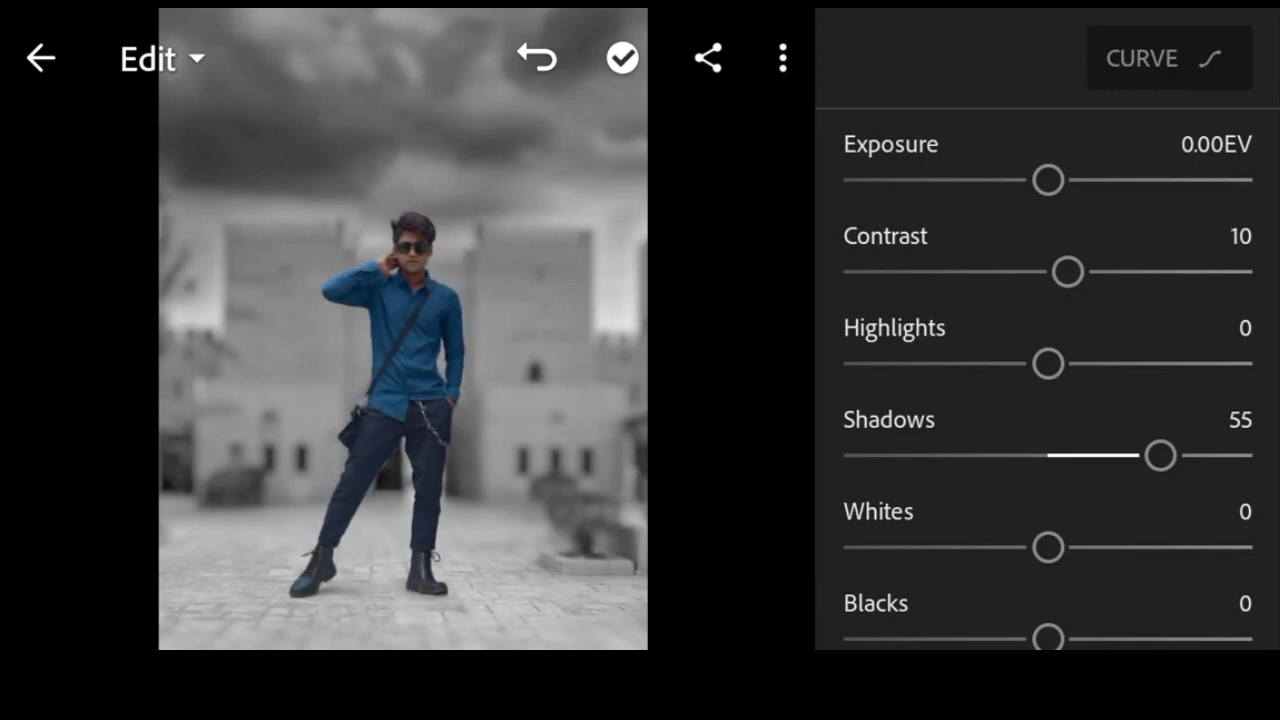 Edit
CURVE
Exposure 0.00EV
Contrast 10
Highlights 0
Shadows 55
Whites 0
Blacks 0